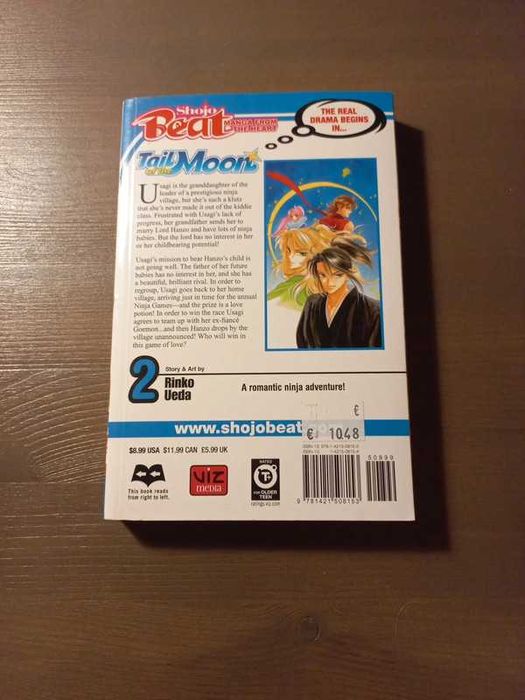 Shojo
Beat
MANGA FROM
THE HEART
THE REAL
DRAMA BEGINS
IN...
Tail of the Moon
Usagi is the granddaughter of the
leader of a prestigious ninja
village, but she's such a klutz
that she's never made it out of the kiddie
class. Frustrated with Usagi's lack of
progress, her grandfather sends her to
marry Lord Hanzo and have lots of ninja
babies. But the lord has no interest in her
or her childbearing potential!
Usagi's mission to bear Hanzo's child is
not going well. The father of her future
babies has no interest in her, and she has
a beautiful, brilliant rival. In order to
regroup, Usagi goes back to her home
village, arriving just in time for the annual
Ninja Games—and the prize is a love
potion! In order to win the race Usagi
agrees to team up with her ex-fiancé
Goemon...and then Hanzo drops by the
village unannounced! Who will win in
this game of love?
2
Story & Art by
Rinko
Ueda
A romantic ninja adventure!
€
€ 10.48
www.shojobeat.com
$8.99 USA $11.99 CAN £5.99 UK
50899
This book reads
from right to left.
VIZ
media
RATED
T+
FOR OLDER
TEEN
ratings.viz.com
9 781421 508153